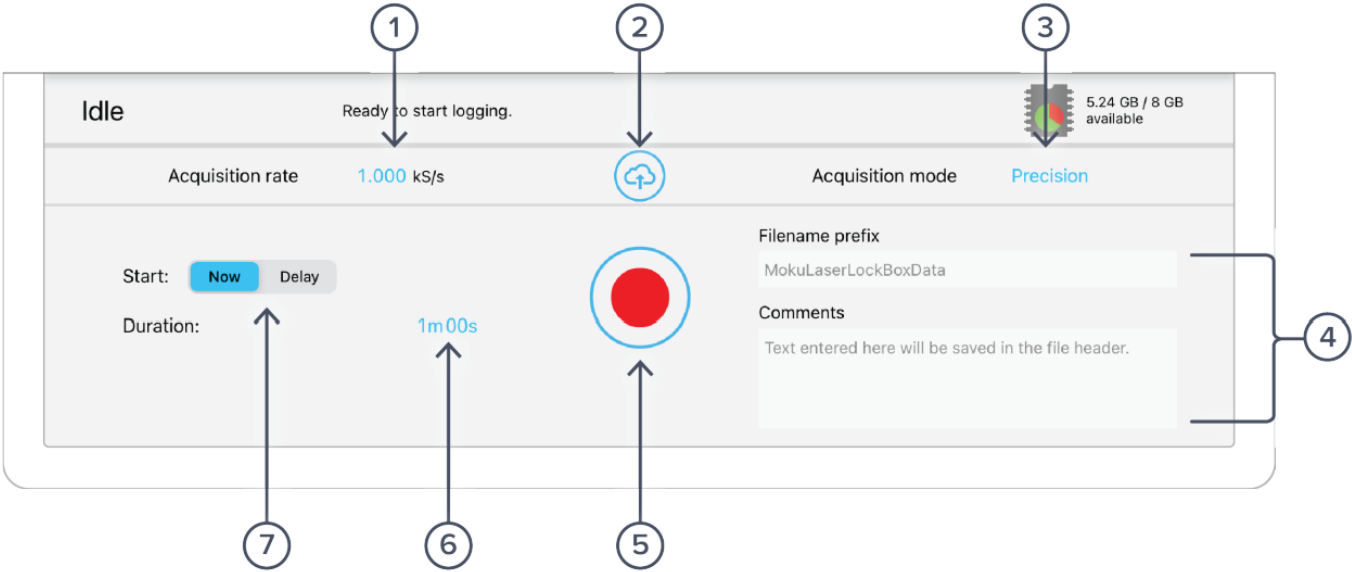 1
2
3
Idle
Ready to start logging.
5.24 GB / 8 GB
available
Acquisition rate
1.000 kS/s
Acquisition mode
Precision
Filename prefix
MokuLaserLockBoxData
Start:
Now
Delay
Comments
Duration:
1m00s
Text entered here will be saved in the file header.
4
7
6
5